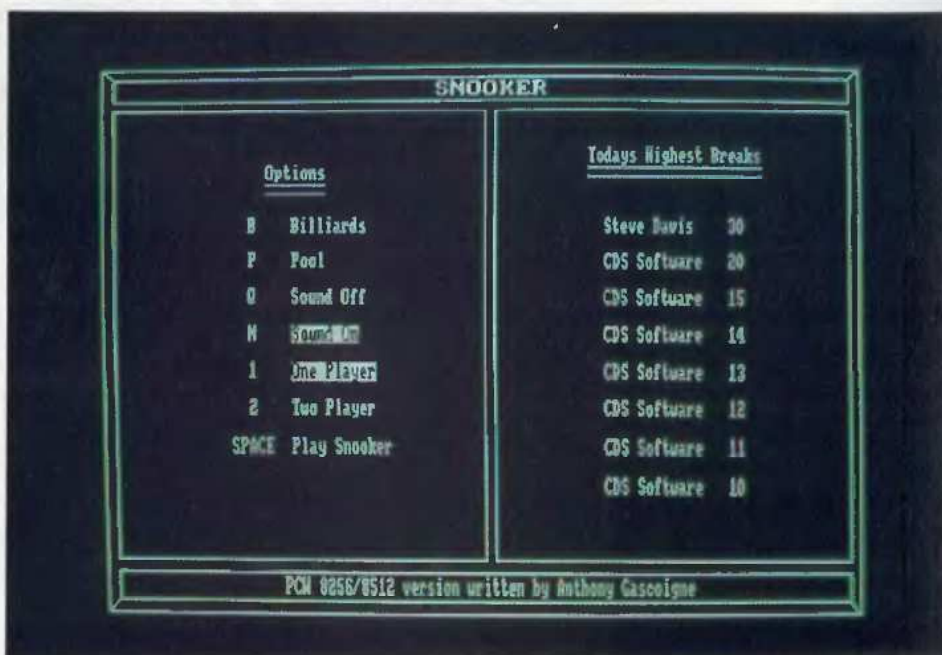 SNOOKER
Options
B Billiards
P Pool
Q Sound Off
N Sound On
1 One Player
2 Two Player
SPACE Play Snooker
Todays Highest Breaks
Steve Davis 30
CDS Software 20
CDS Software 15
CDS Software 14
CDS Software 13
CDS Software 12
CDS Software 11
CDS Software 10
PCW 8256/8512 version written by Anthony Gascoigne